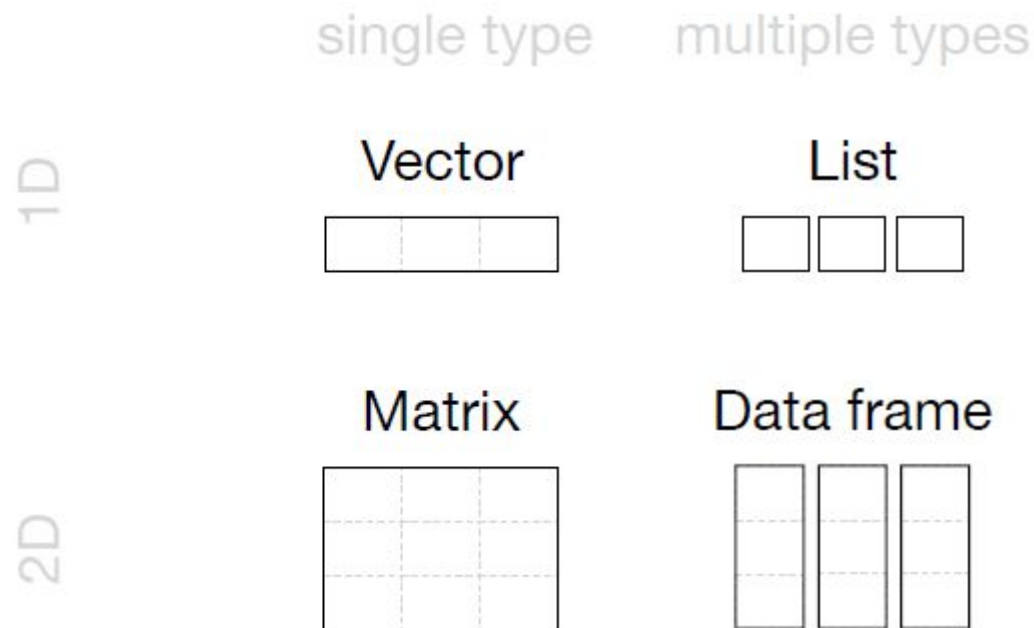 single type multiple types
1D
Vector List
Matrix Data frame
2D